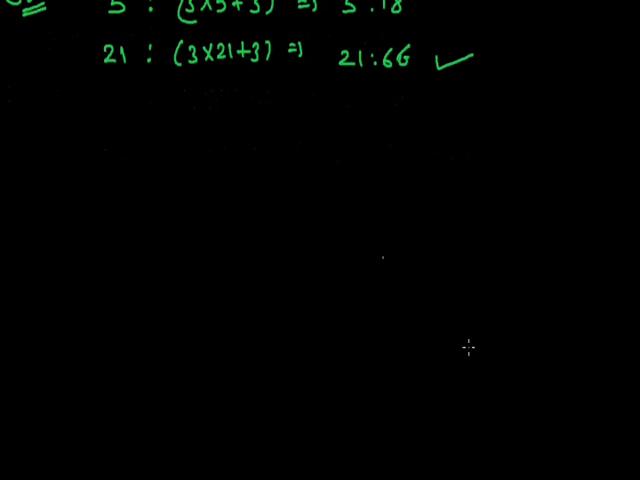 5 : (3×5+3) ⇒ 5:18
21 : (3×21+3) ⇒ 21:66 ✓